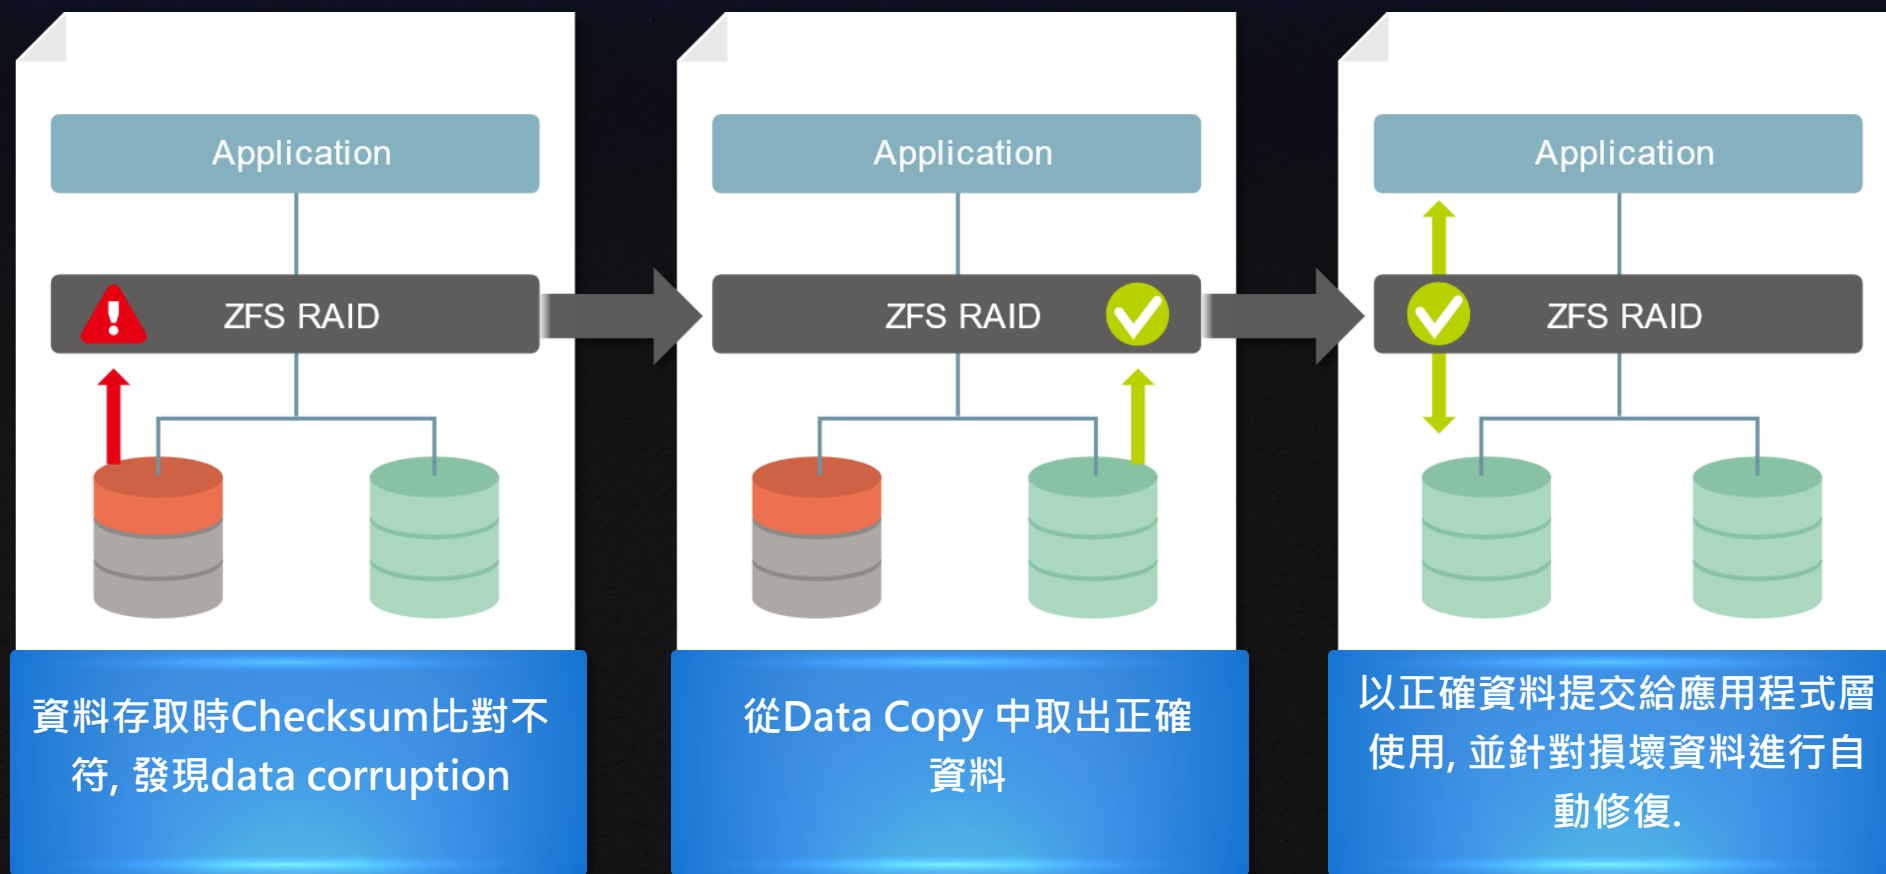 Application
ZFS RAID
資料存取時Checksum比對不
符, 發現data corruption
Application
ZFS RAID
從Data Copy 中取出正確
資料
Application
ZFS RAID
以正確資料提交給應用程式層
使用, 並針對損壞資料進行自
動修復.